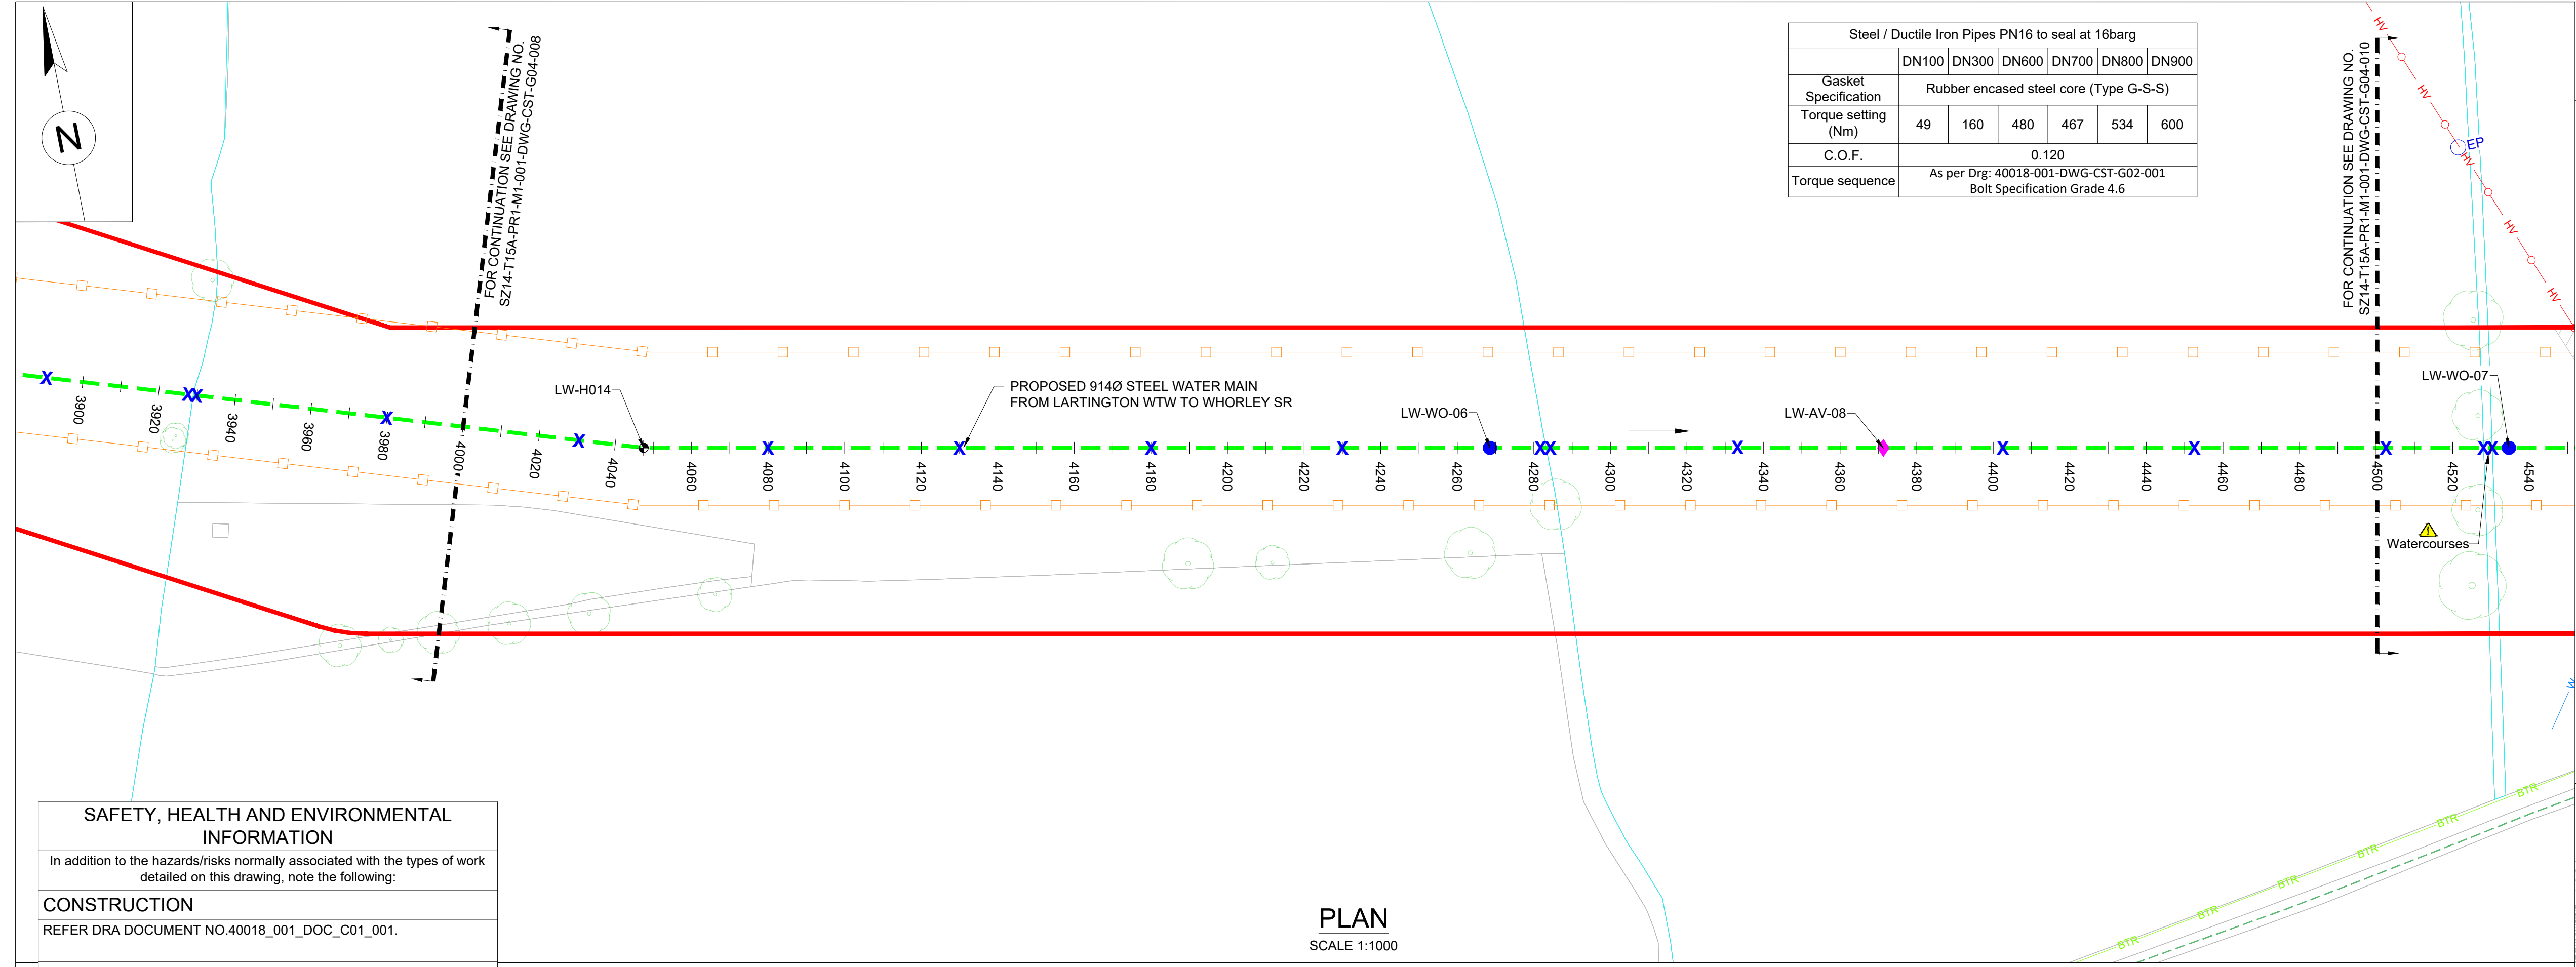 N
FOR CONTINUATION SEE DRAWING NO.
SZ14-T15A-PR1-M1-001-DWG-CST-G04-008
Steel / Ductile Iron Pipes PN16 to seal at 16barg
DN100 DN300 DN600 DN700 DN800 DN900
Gasket
Specification
Rubber encased steel core (Type G-S-S)
Torque setting
(Nm)
49 160 480 467 534 600
C.O.F.
0.120
Torque sequence
As per Drg: 40018-001-DWG-CST-G02-001
Bolt Specification Grade 4.6
FOR CONTINUATION SEE DRAWING NO.
SZ14-T15A-PR1-M1-001-DWG-CST-G04-010
HV
HV
EP
HV
HV
HV
LW-H014
PROPOSED 914Ø STEEL WATER MAIN
FROM LARTINGTON WTW TO WHORLEY SR
LW-WO-06
LW-AV-08
LW-WO-07
X X X X X X X X X X X X X X X X X X
3900 3920 3940 3960 3980 4000 4020 4040 4060 4080 4100 4120 4140 4160 4180 4200 4220 4240 4260 4280 4300 4320 4340 4360 4380 4400 4420 4440 4460 4480 4500 4520 4540
Watercourses
W
BTR
BTR
BTR
BTR
BTR
BTR
SAFETY, HEALTH AND ENVIRONMENTAL
INFORMATION
In addition to the hazards/risks normally associated with the types of work
detailed on this drawing, note the following:
CONSTRUCTION
REFER DRA DOCUMENT NO.40018_001_DOC_C01_001.
PLAN
SCALE 1:1000